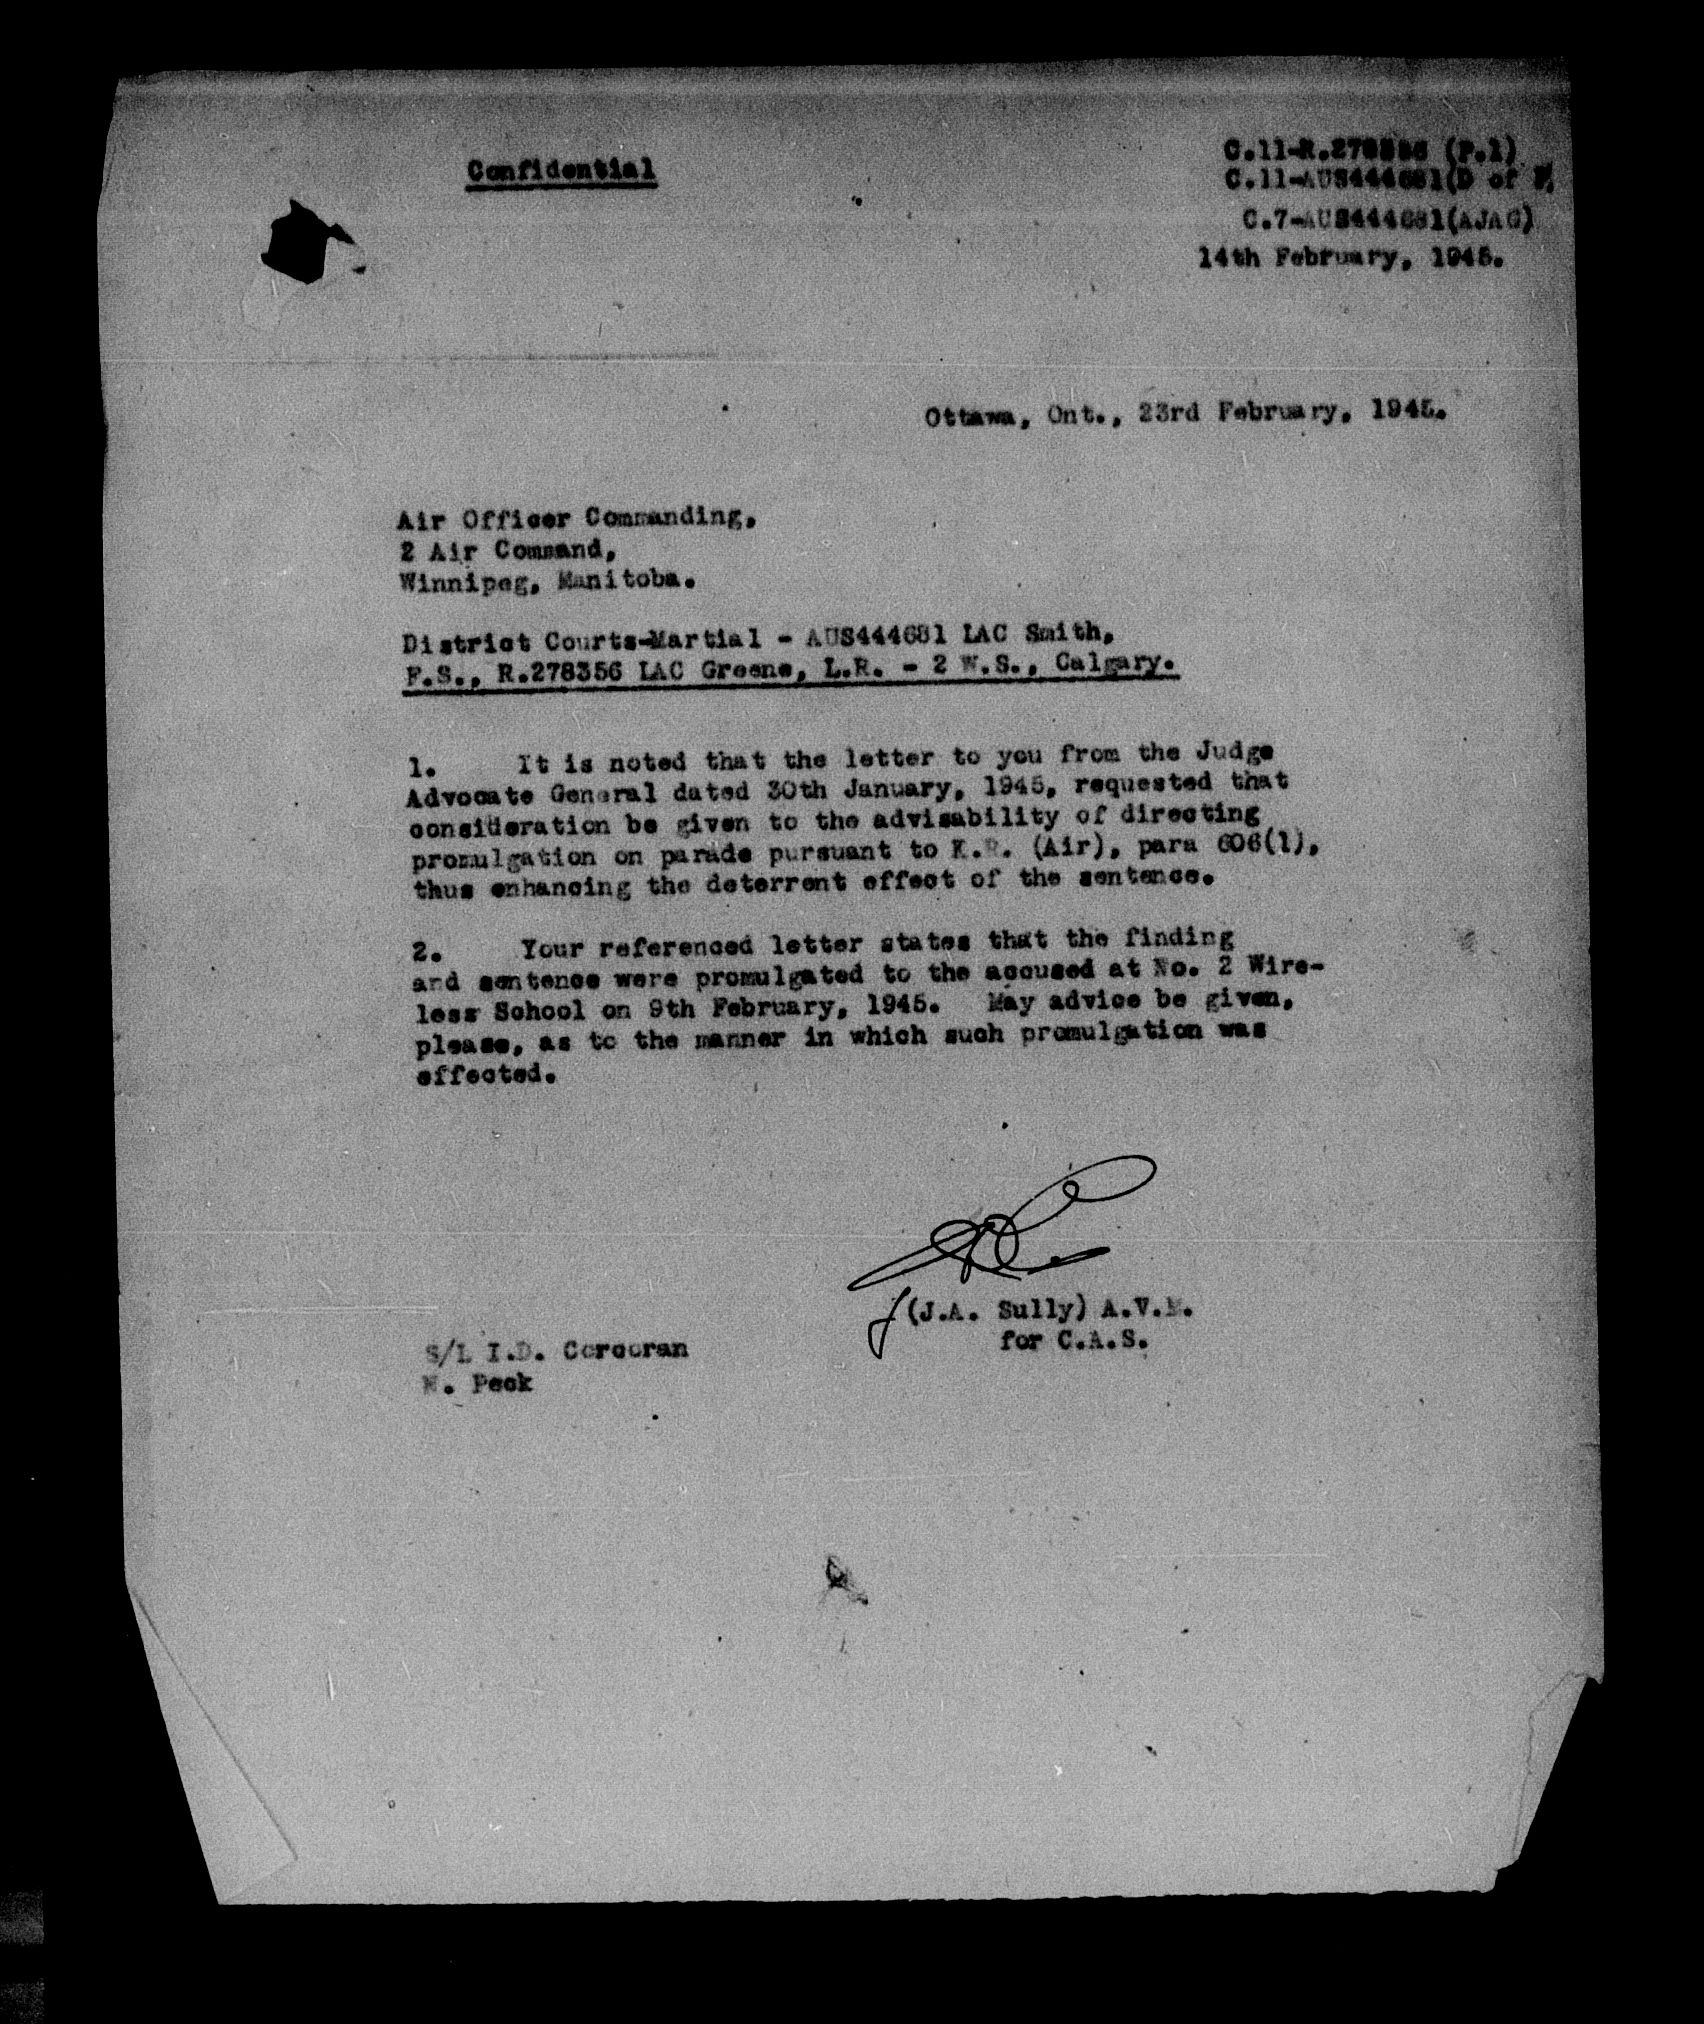 Confidential
C.11-R.278356 (P.1)
C.11-AUS444681(D of P,
C.7-AUS444681(AJAG)
14th February, 1945.
Ottawa, Ont., 23rd February, 1945.
Air Officer Commanding,
2 Air Command,
Winnipeg, Manitoba.
District Courts-Martial - AUS444681 LAC Smith,
F.S., R.278356 LAC Greene, L.R. - 2 W.S., Calgary.
1. It is noted that the letter to you from the Judge
Advocate General dated 30th January, 1945, requested that
consideration be given to the advisability of directing
promulgation on parade pursuant to K.R. (Air), para 606(1),
thus enhancing the deterrent effect of the sentence.
2. Your referenced letter states that the finding
and sentence were promulgated to the accused at No. 2 Wire-
less School on 9th February, 1945. May advice be given,
please, as to the manner in which such promulgation was
effected.
(J.A. Sully) A.V.M.
for C.A.S.
S/L I.D. Corcoran
Peck